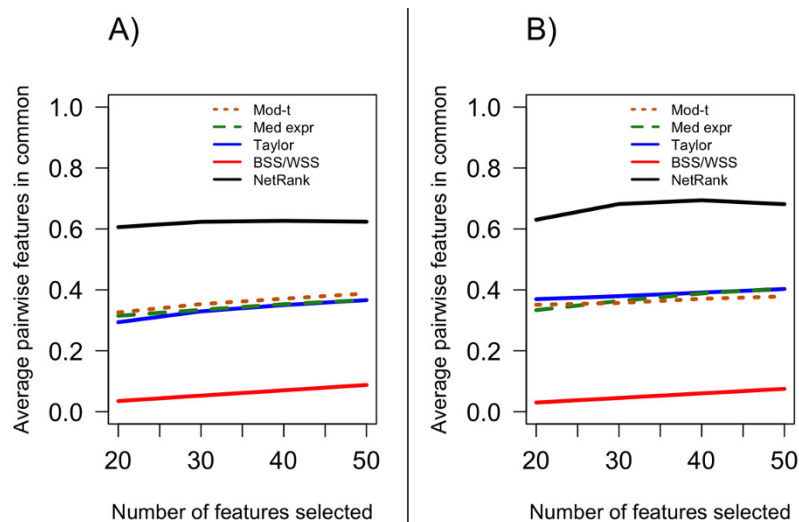 A)
Average pairwise features in common
1.0
0.8
0.6
0.4
0.2
0.0
Mod-t
Med expr
Taylor
BSS/WSS
NetRank
20 30 40 50
Number of features selected
B)
Average pairwise features in common
1.0
0.8
0.6
0.4
0.2
0.0
Mod-t
Med expr
Taylor
BSS/WSS
NetRank
20 30 40 50
Number of features selected